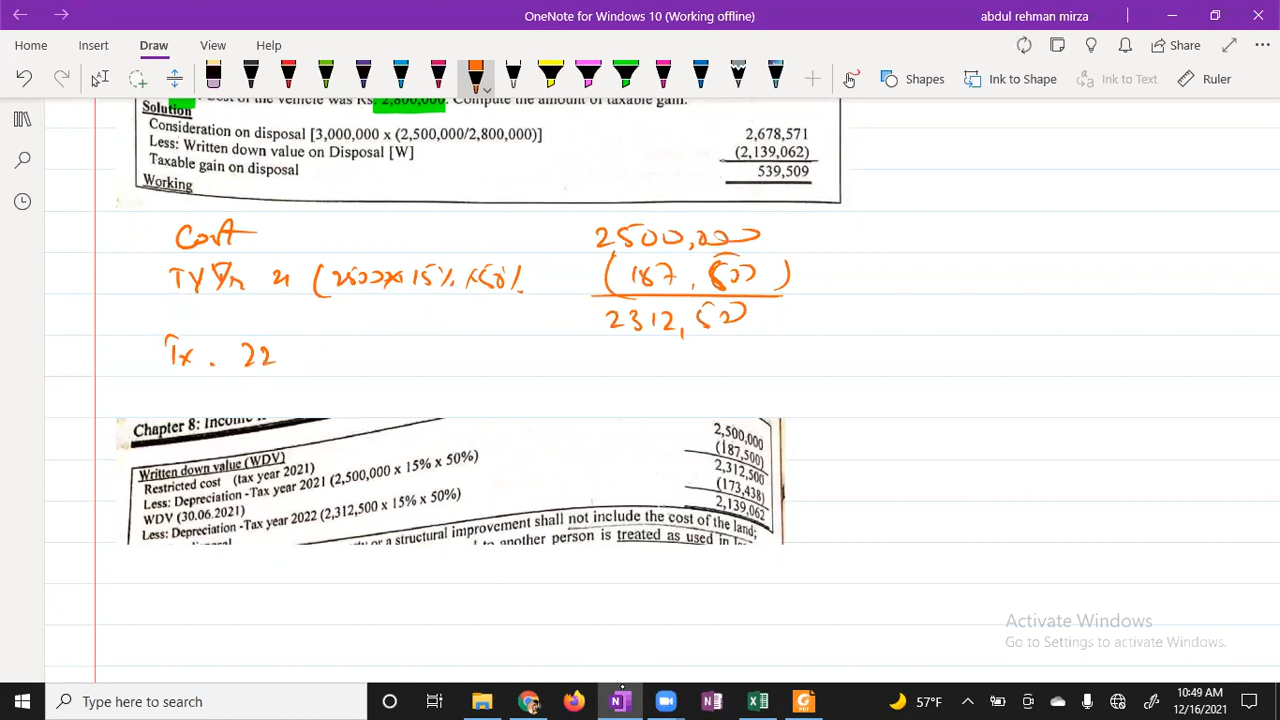 OneNote for Windows 10 (Working offline)
abdul rehman mirza
Home Insert Draw View Help
Share
Shapes Ink to Shape Ink to Text Ruler
Cost of the vehicle was Rs 2,800,000. Compute the amount of taxable gain.
Solution
Consideration on disposal [3,000,000 x (2,500,000/2,800,000)] 2,678,571
Less: Written down value on Disposal [W] (2,139,062)
Taxable gain on disposal 539,509
Working
Cost 2500,000
(2500x15%x50% (187,500)
2312,50
Tx. 22
Chapter 8: Income
Written down value (WDV)
Restricted cost (tax year 2021) 2,500,000
Less: Depreciation -Tax year 2021 (2,500,000 x 15% x 50%) (187,500)
WDV (30.06.2021) 2,312,500
Less: Depreciation -Tax year 2022 (2,312,500 x 15% x 50%) (173,438)
2,139,062
or a structural improvement shall not include the cost of the land;
to another person is treated as used in
Activate Windows
Go to Settings to activate Windows.
Type here to search
57°F
10:49 AM
12/16/2021